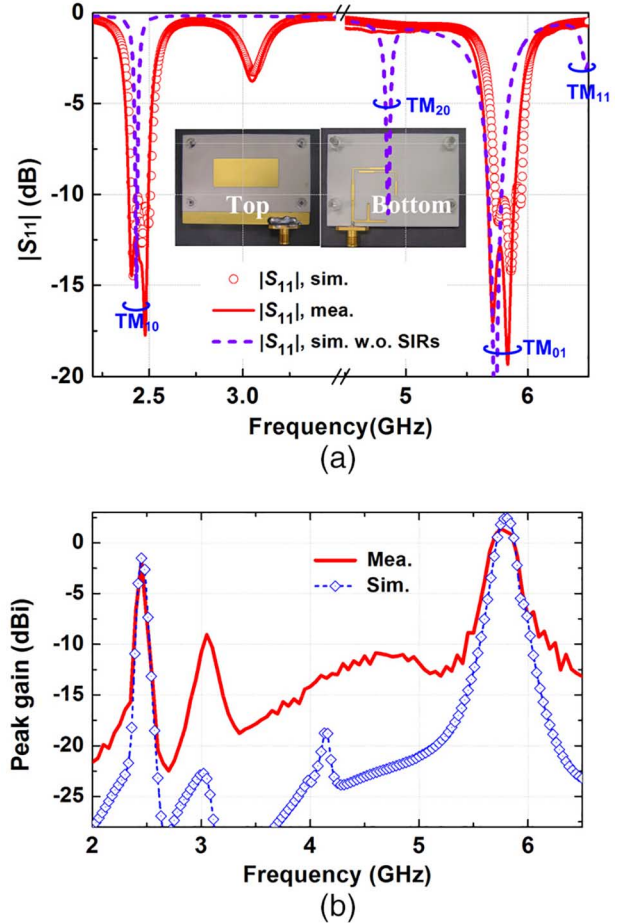 0
-5
-10
-15
-20
|S₁₁| (dB)
TM₂₀
TM₁₁
Top
Bottom
|S₁₁|, sim.
|S₁₁|, mea.
|S₁₁|, sim. w.o. SIRs
TM₁₀
TM₀₁
2.5 3.0 5 6
Frequency(GHz)
(a)
0
-5
-10
-15
-20
-25
Peak gain (dBi)
Mea.
Sim.
2 3 4 5 6
Frequency (GHz)
(b)